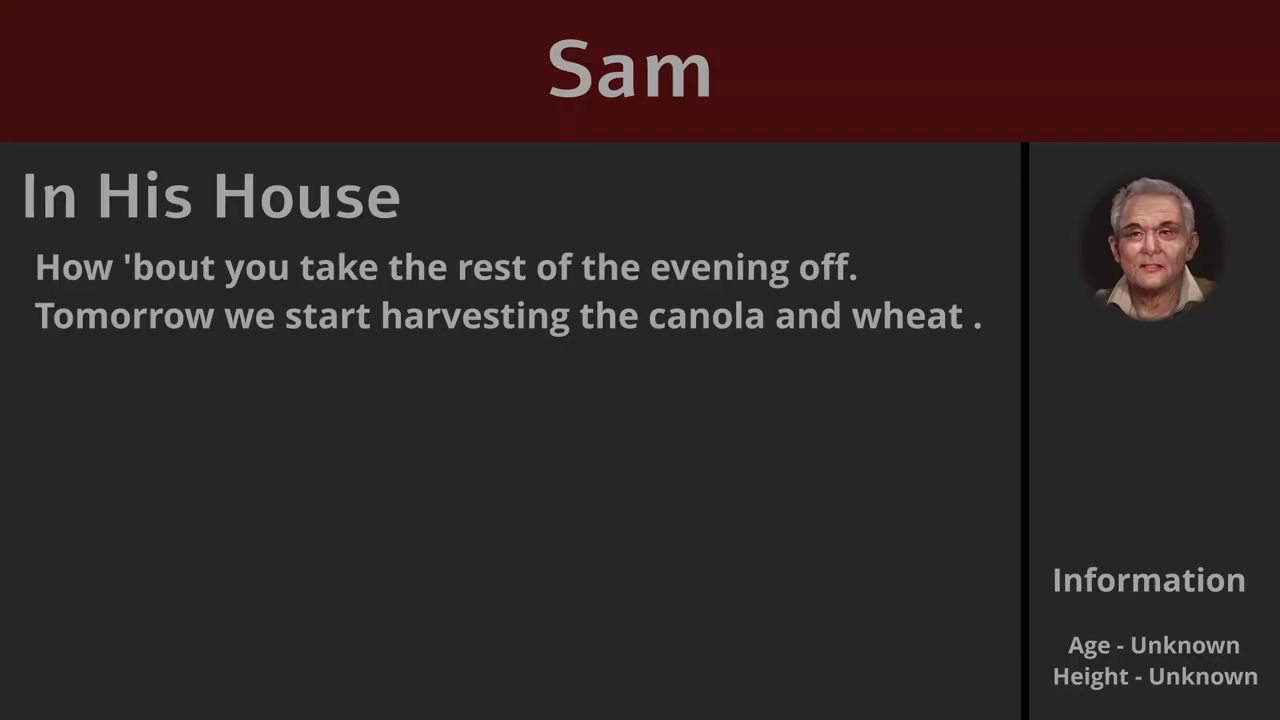 Sam
In His House
How 'bout you take the rest of the evening off.
Tomorrow we start harvesting the canola and wheat .
Information
Age - Unknown
Height - Unknown